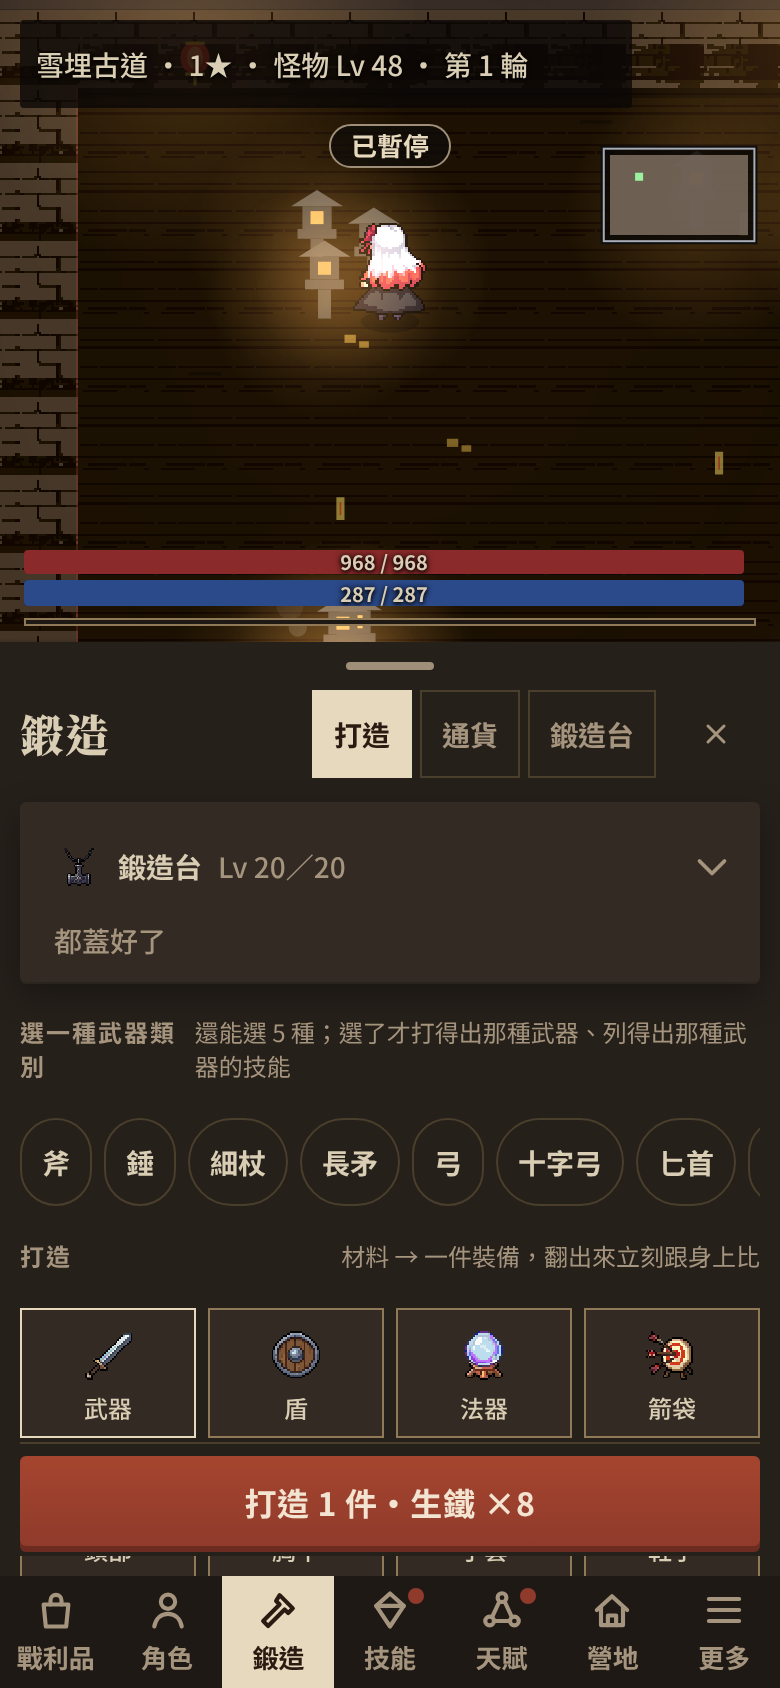 雪埋古道 · 1★ · 怪物 Lv 48 · 第 1 輪
已暫停
968 / 968
287 / 287
鍛造
打造
通貨
鍛造台
鍛造台 Lv 20／20
都蓋好了
選一種武器類別
還能選 5 種；選了才打得出那種武器、列得出那種武器的技能
斧
錘
細杖
長矛
弓
十字弓
匕首
打造
材料 → 一件裝備，翻出來立刻跟身上比
武器
盾
法器
箭袋
打造 1 件・生鐵 ×8
戰利品
角色
鍛造
技能
天賦
營地
更多